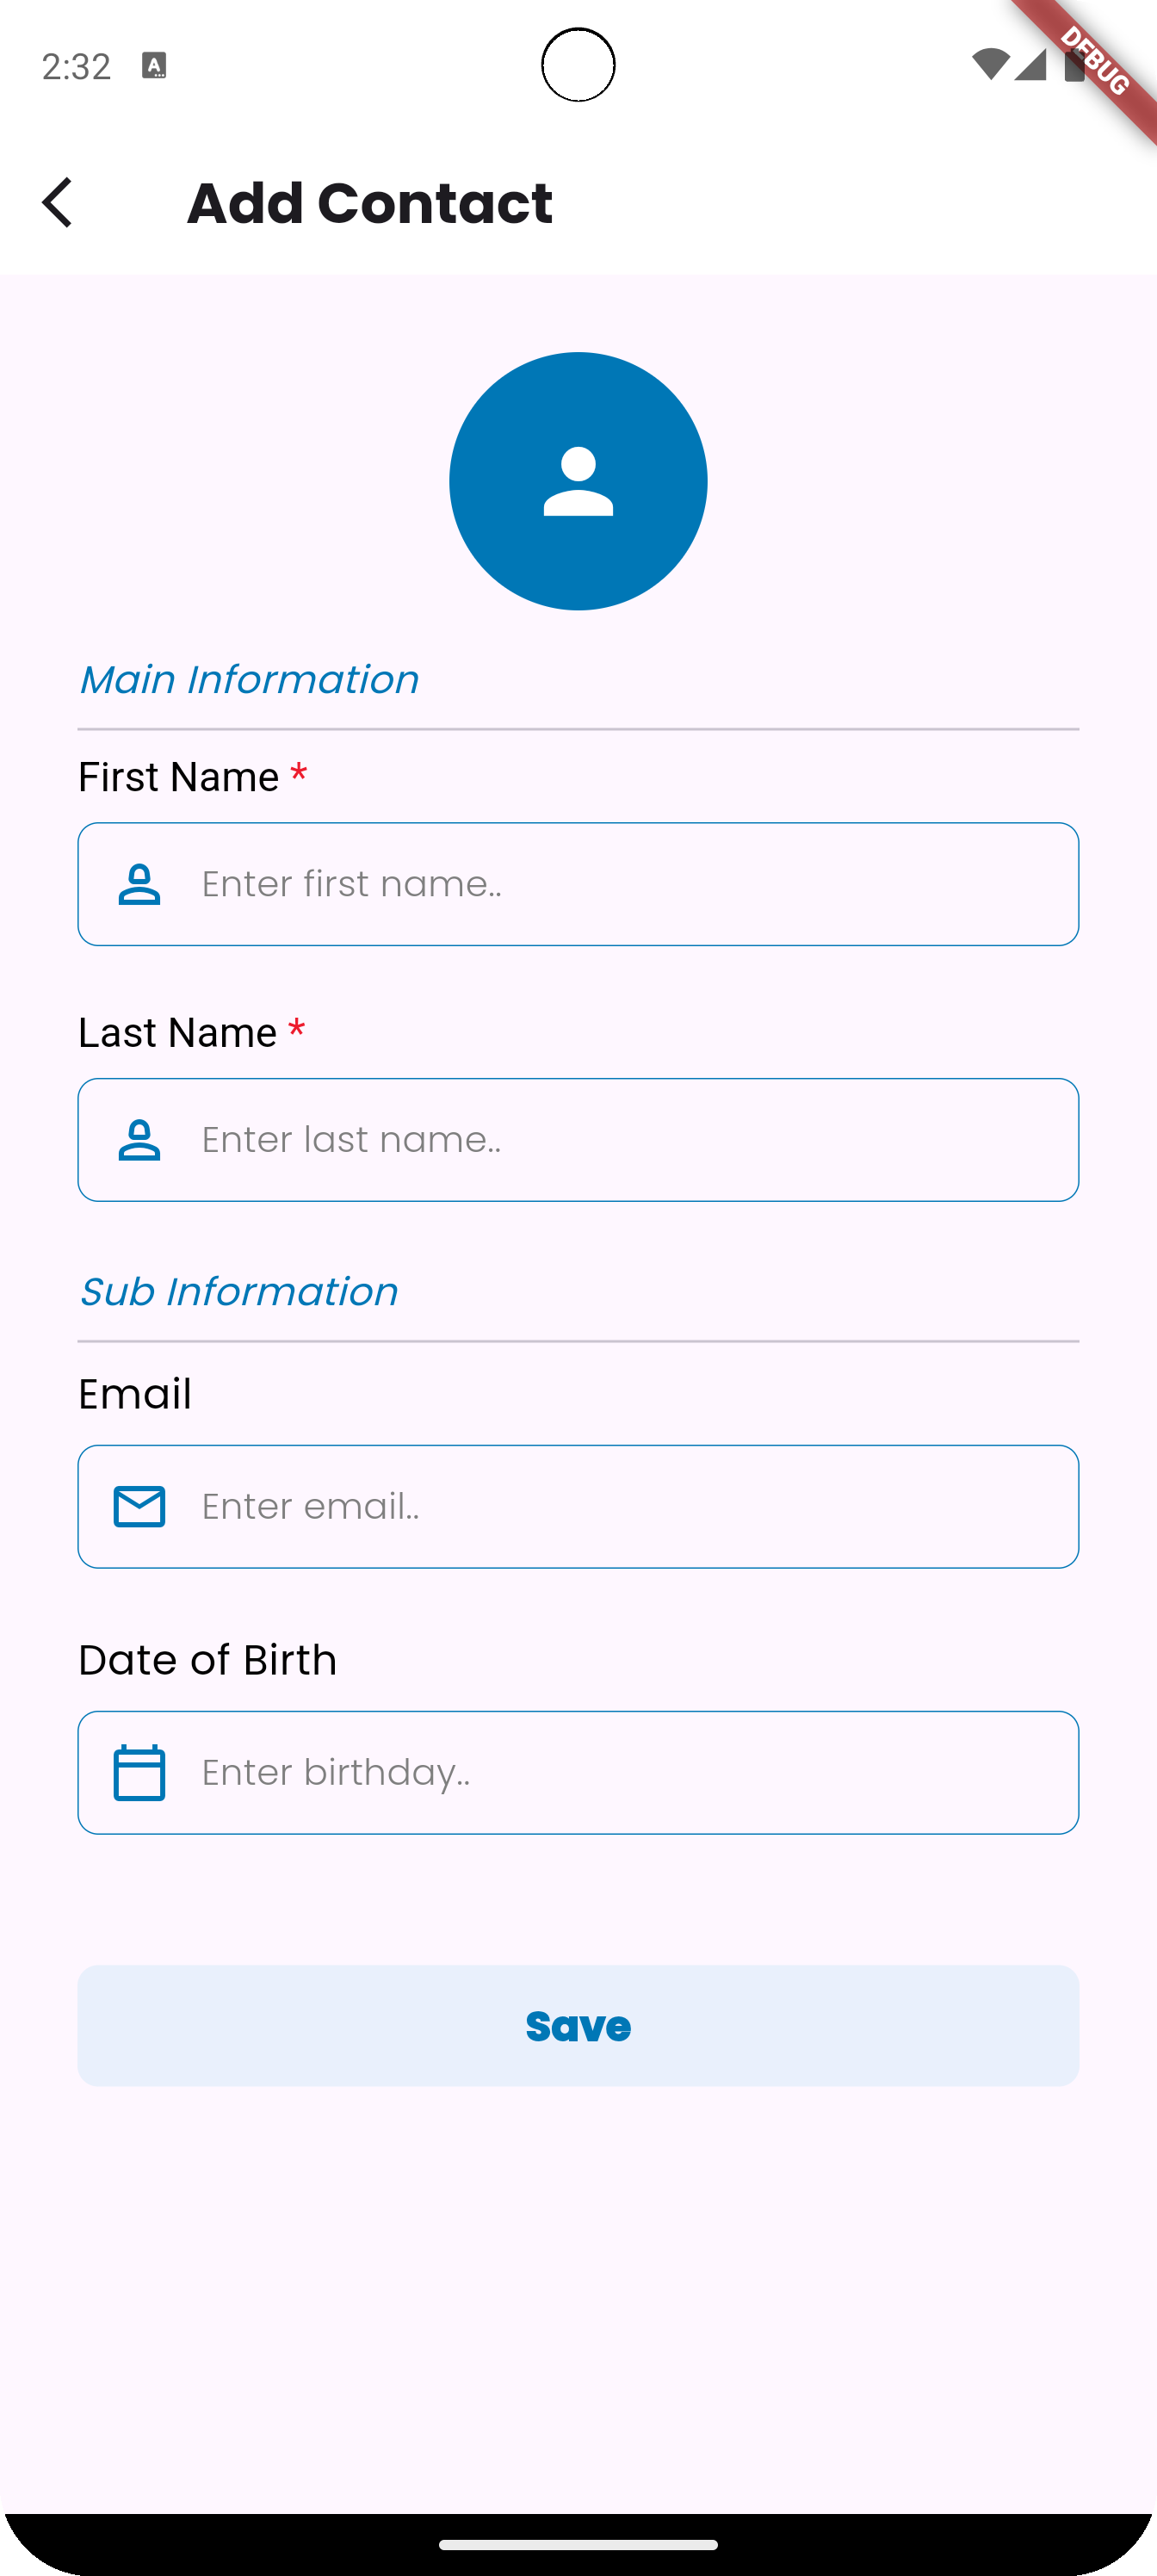 2:32
A
DEBUG
Add Contact
Main Information
First Name *
Enter first name..
Last Name *
Enter last name..
Sub Information
Email
Enter email..
Date of Birth
Enter birthday..
Save